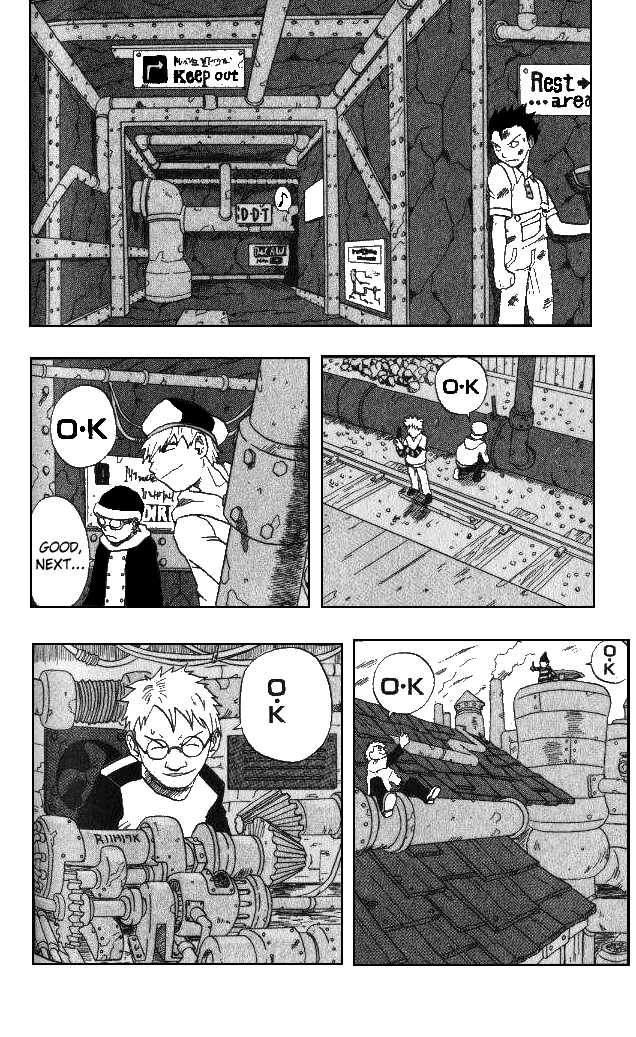 Keep out
Rest →
...area
♪
D-D-T
O·K
O·K
GOOD,
NEXT...
O
·
K
O
·
K
O·K